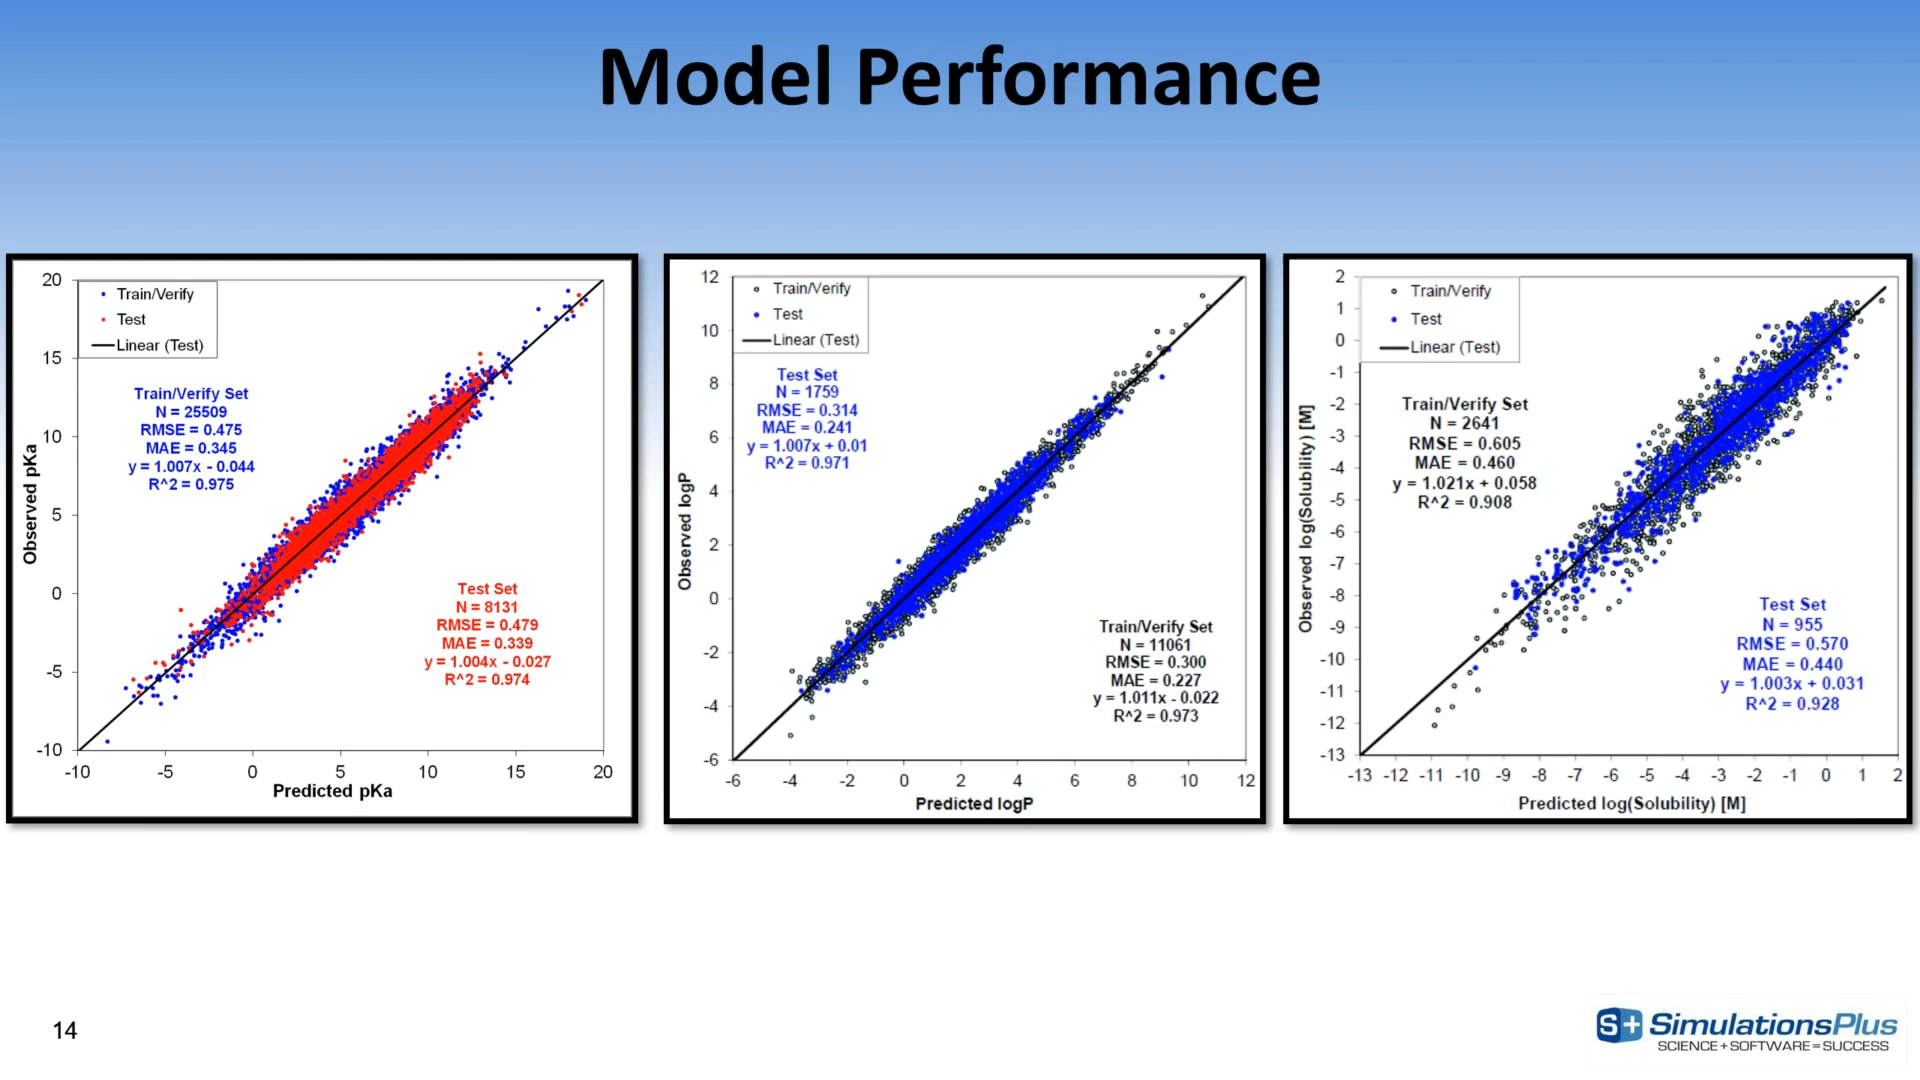 Model Performance
20
15
10
5
0
-5
-10
Observed pKa
Train/Verify
Test
Linear (Test)
Train/Verify Set
N = 25509
RMSE = 0.475
MAE = 0.345
y = 1.007x - 0.044
R^2 = 0.975
Test Set
N = 8131
RMSE = 0.479
MAE = 0.339
y = 1.004x - 0.027
R^2 = 0.974
-10 -5 0 5 10 15 20
Predicted pKa
12
10
8
6
4
2
0
-2
-4
-6
Observed logP
Train/Verify
Test
Linear (Test)
Test Set
N = 1759
RMSE = 0.314
MAE = 0.241
y = 1.007x + 0.01
R^2 = 0.971
Train/Verify Set
N = 11061
RMSE = 0.300
MAE = 0.227
y = 1.011x - 0.022
R^2 = 0.973
-6 -4 -2 0 2 4 6 8 10 12
Predicted logP
2
1
0
-1
-2
-3
-4
-5
-6
-7
-8
-9
-10
-11
-12
-13
Observed log(Solubility) [M]
Train/Verify
Test
Linear (Test)
Train/Verify Set
N = 2641
RMSE = 0.605
MAE = 0.460
y = 1.021x + 0.058
R^2 = 0.908
Test Set
N = 955
RMSE = 0.570
MAE = 0.440
y = 1.003x + 0.031
R^2 = 0.928
-13 -12 -11 -10 -9 -8 -7 -6 -5 -4 -3 -2 -1 0 1 2
Predicted log(Solubility) [M]
14
S+ SimulationsPlus
SCIENCE + SOFTWARE = SUCCESS